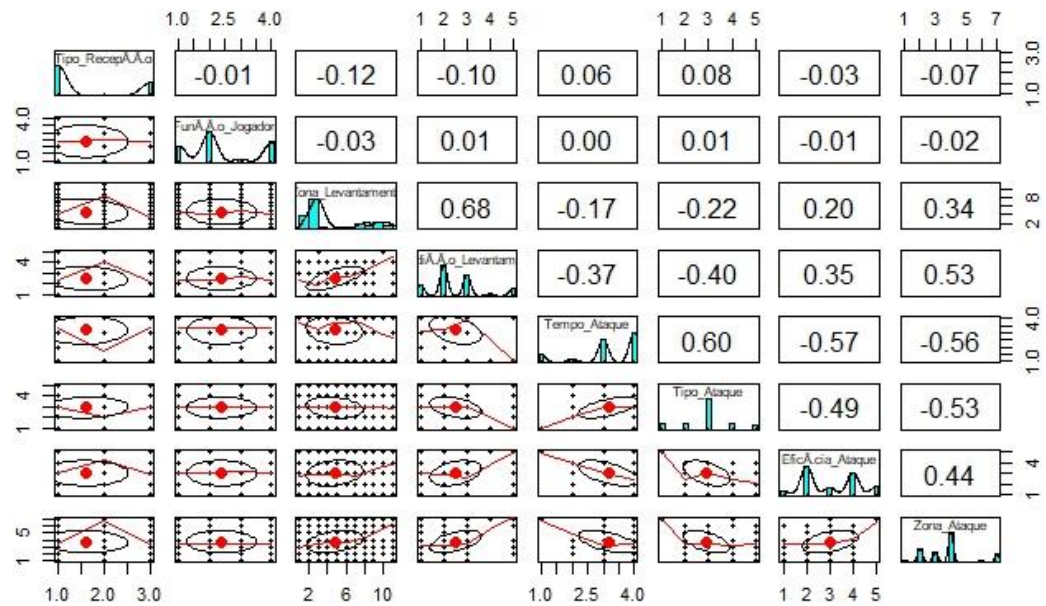 1.0 2.5 4.0
1 2 3 4 5
1 2 3 4 5
1 3 5 7
Tipo_RecepÃ.Ã.o
-0.01
-0.12
-0.10
0.06
0.08
-0.03
-0.07
1.0 3.0
1.0 4.0
FunÃ.Ã.o_Jogador
-0.03
0.01
0.00
0.01
-0.01
-0.02
ona_Levantament
0.68
-0.17
-0.22
0.20
0.34
2 8
1 4
diÃ.Ã.o_Levantam
-0.37
-0.40
0.35
0.53
Tempo_Ataque
0.60
-0.57
-0.56
1.0 4.0
1 4
Tipo_Ataque
-0.49
-0.53
EficÃ.cia_Ataque
0.44
1 4
1 5
Zona_Ataque
1.0 2.0 3.0
2 6 10
1.0 2.5 4.0
1 2 3 4 5